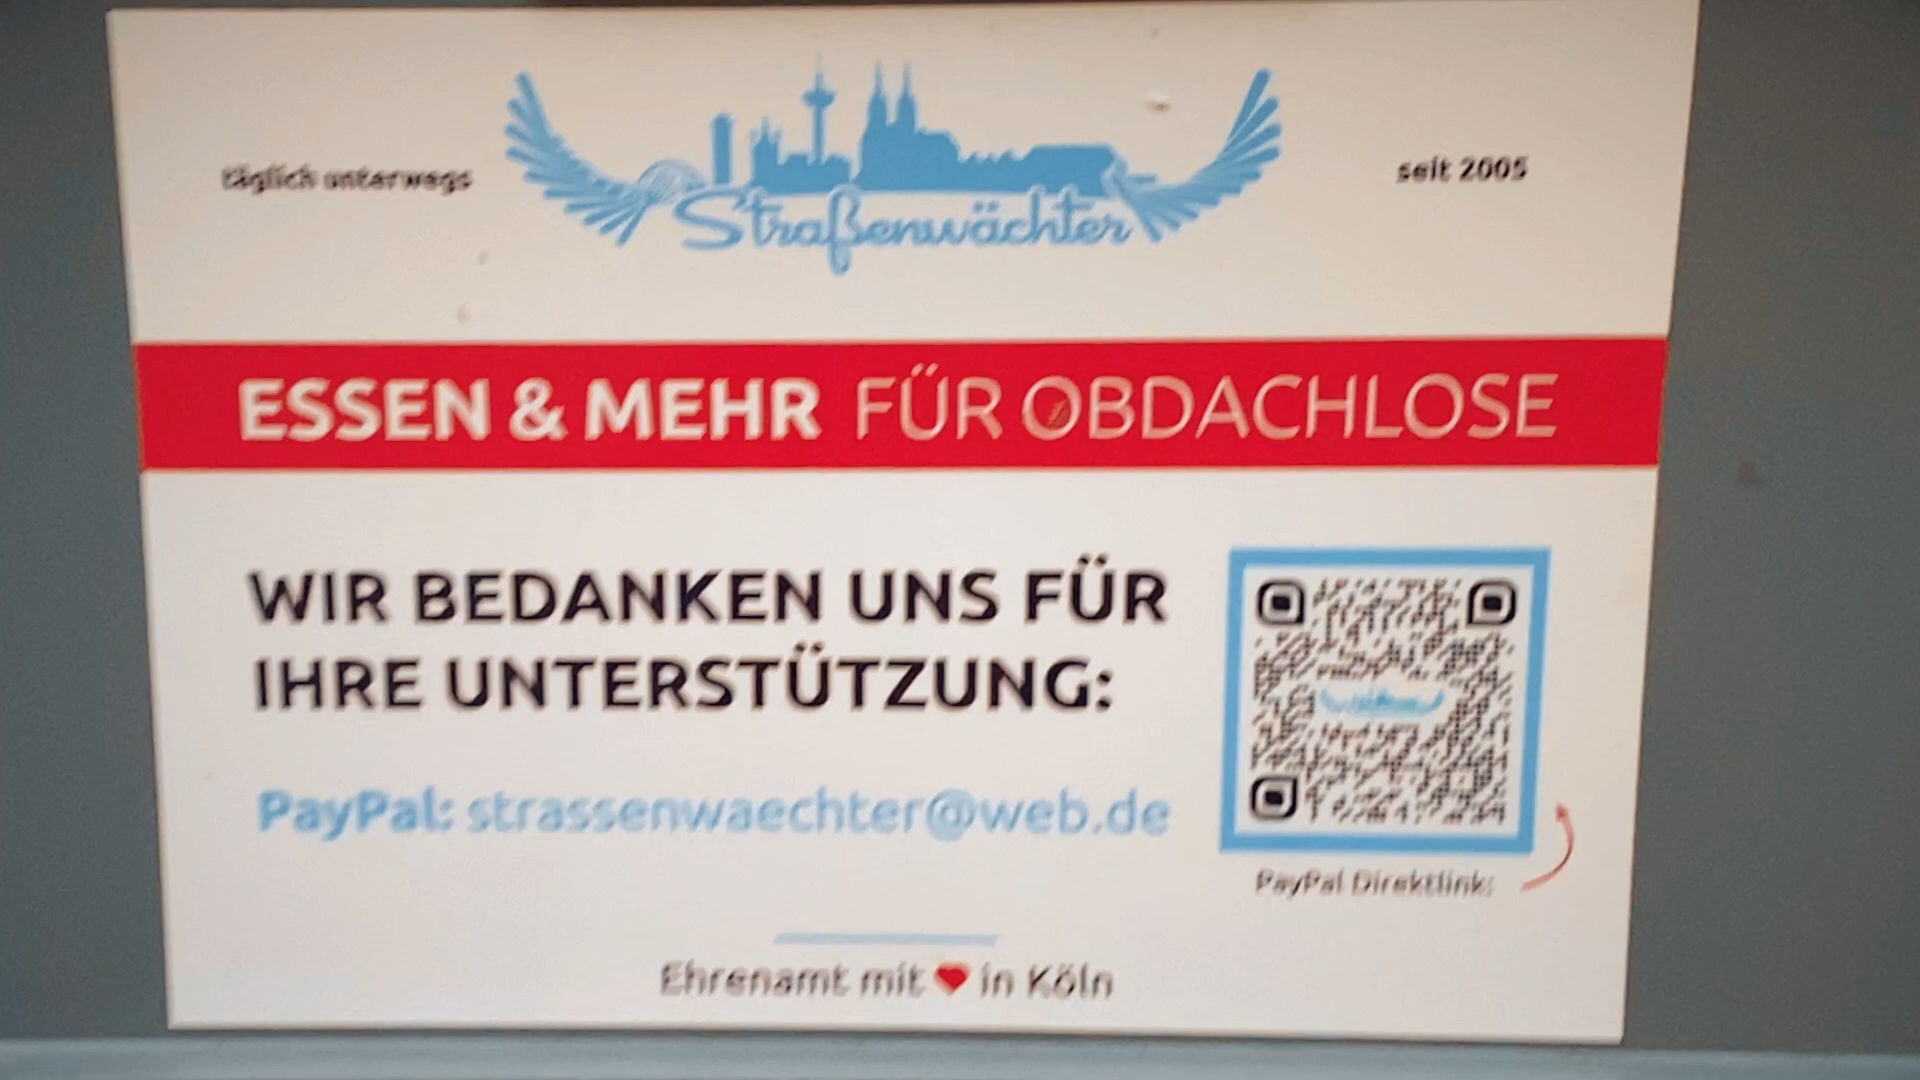 täglich unterwegs
Straßenwächter
seit 2005
ESSEN & MEHR FÜR OBDACHLOSE
WIR BEDANKEN UNS FÜR
IHRE UNTERSTÜTZUNG:
PayPal: strassenwaechter@web.de
PayPal Direktlink:
Ehrenamt mit ❤ in Köln